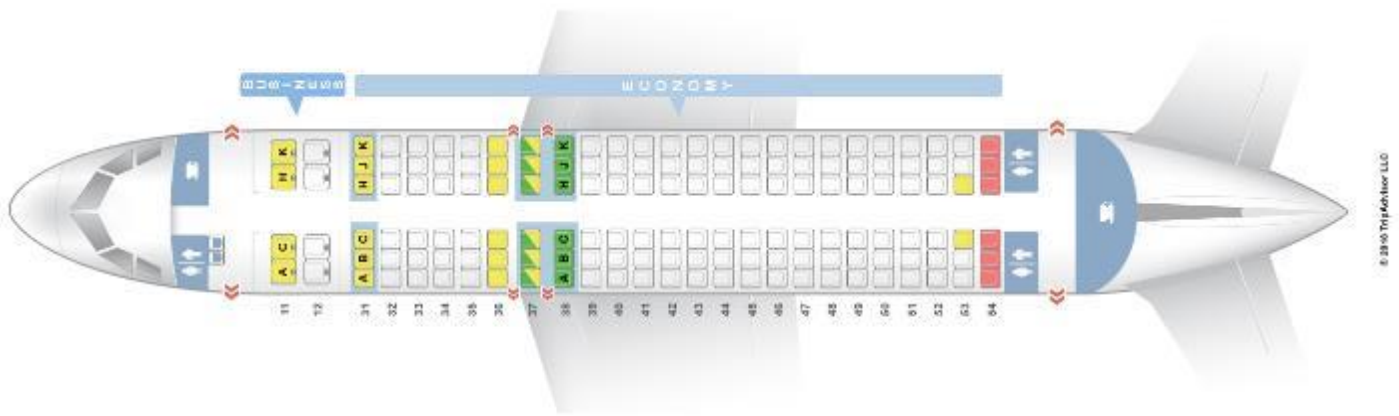 BUSINESS
ECONOMY
K K K K
H J J J
H H H
C C C C
A B B B
A A A
11 12 31 32 33 34 35 36 37 38 39 40 41 42 43 44 45 46 47 48 49 50 51 52 53 54
© 2016 TripAdvisor LLC